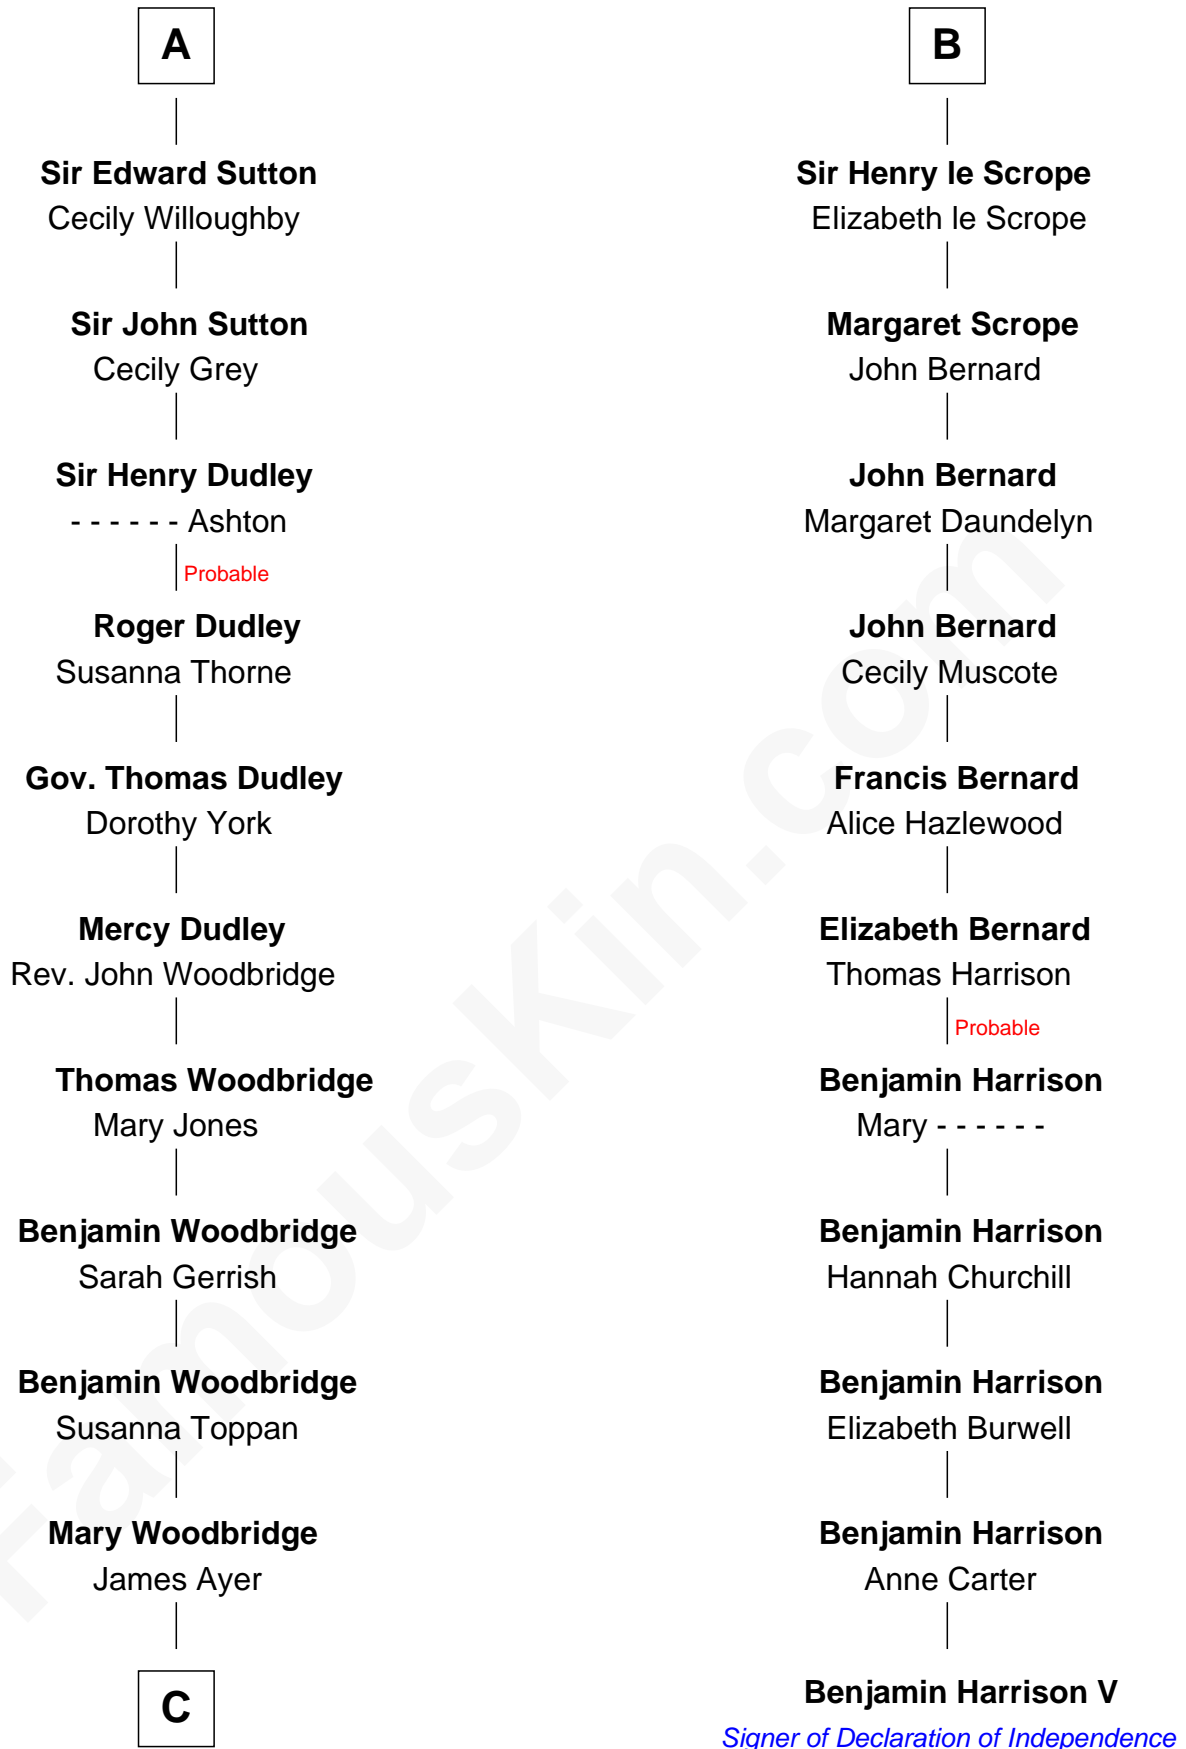 A
Sir Edward Sutton
Cecily Willoughby
Sir John Sutton
Cecily Grey
Sir Henry Dudley
- - - - - - Ashton
Probable
Roger Dudley
Susanna Thorne
Gov. Thomas Dudley
Dorothy York
Mercy Dudley
Rev. John Woodbridge
Thomas Woodbridge
Mary Jones
Benjamin Woodbridge
Sarah Gerrish
Benjamin Woodbridge
Susanna Toppan
Mary Woodbridge
James Ayer
C
B
Sir Henry le Scrope
Elizabeth le Scrope
Margaret Scrope
John Bernard
John Bernard
Margaret Daundelyn
John Bernard
Cecily Muscote
Francis Bernard
Alice Hazlewood
Elizabeth Bernard
Thomas Harrison
Probable
Benjamin Harrison
Mary - - - - - -
Benjamin Harrison
Hannah Churchill
Benjamin Harrison
Elizabeth Burwell
Benjamin Harrison
Anne Carter
Benjamin Harrison V
Signer of Declaration of Independence
FamousKin.com